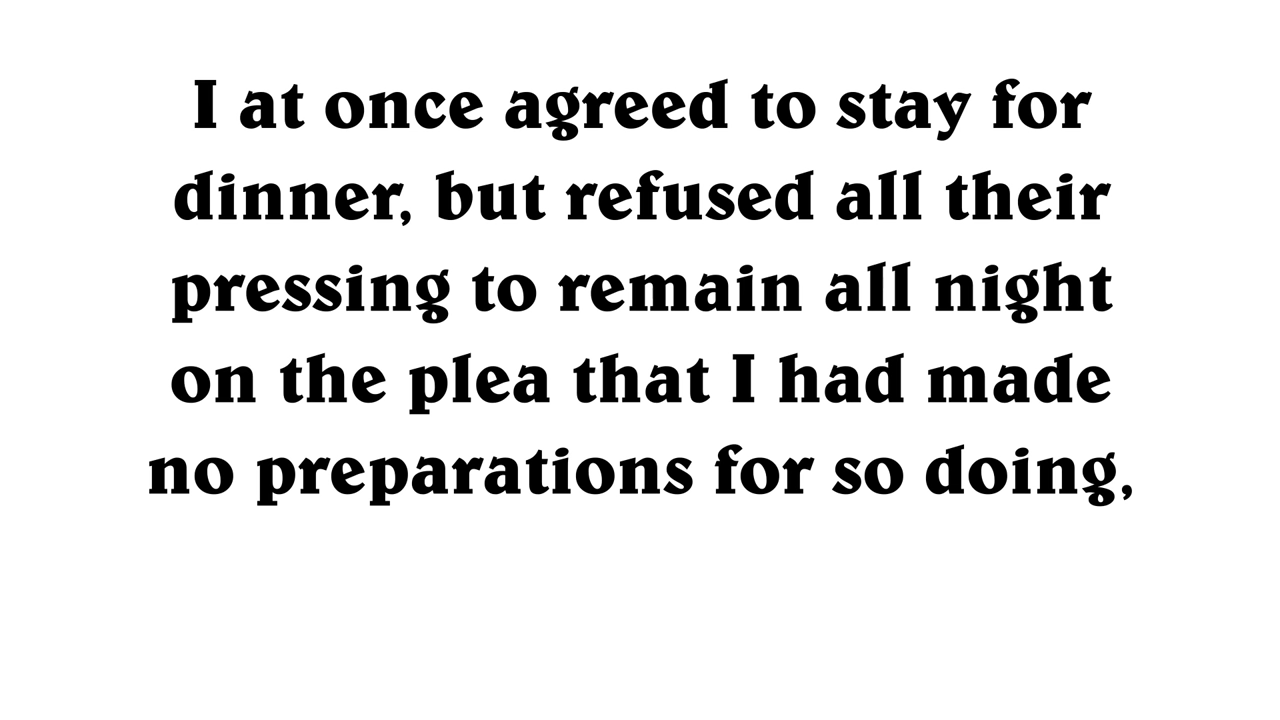 I at once agreed to stay for
dinner, but refused all their
pressing to remain all night
on the plea that I had made
no preparations for so doing,